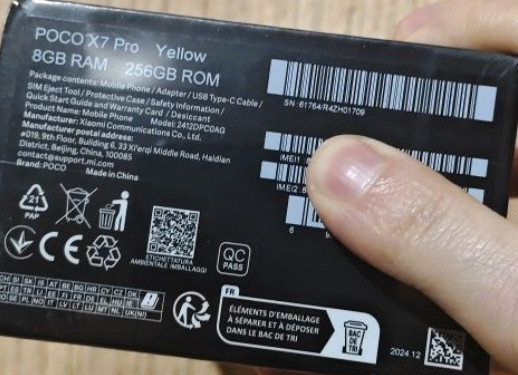 POCO X7 Pro Yellow
8GB RAM 256GB ROM
Package contents: Mobile Phone / Adapter / USB Type-C Cable /
SIM Eject Tool / Protective Case / Safety Information /
Quick Start Guide and Warranty Card / Desiccant
Product Name: Mobile Phone Model: 2412DPC0AG
Manufacturer: Xiaomi Communications Co., Ltd.
Manufacturer postal address:
#019, 9th Floor, Building 6, 33 Xi'erqi Middle Road, Haidian
District, Beijing, China, 100085
contact@support.mi.com
Brand: POCO Made in China
SN: 61764/R4ZH01709
IMEI1
IMEI2
6
21
PAP
CE
ETICHETTATURA
AMBIENTALE IMBALLAGGI
QC
PASS
FR
ÉLÉMENTS D'EMBALLAGE
À SÉPARER ET À DÉPOSER
DANS LE BAC DE TRI
BAC
DE
TRI
2024.12